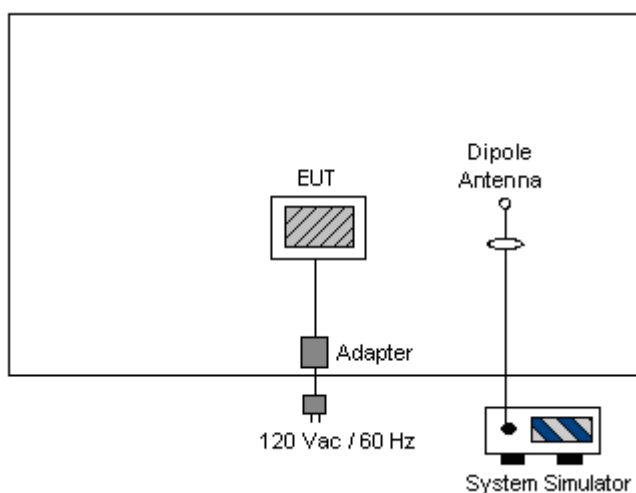 EUT
Dipole
Antenna
Adapter
120 Vac / 60 Hz
System Simulator